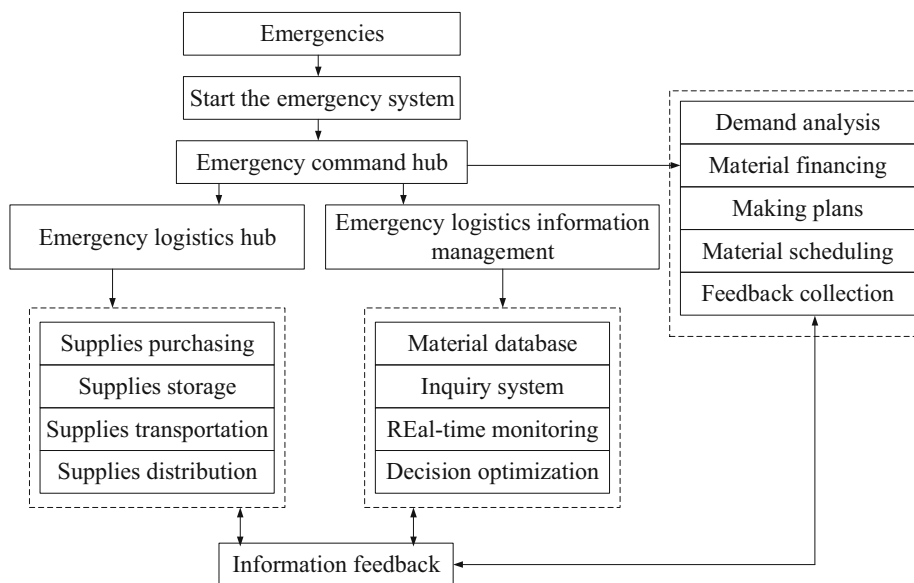 Emergencies
Start the emergency system
Emergency command hub
Emergency logistics hub
Emergency logistics information
management
Demand analysis
Material financing
Making plans
Material scheduling
Feedback collection
Supplies purchasing
Supplies storage
Supplies transportation
Supplies distribution
Material database
Inquiry system
REal-time monitoring
Decision optimization
Information feedback